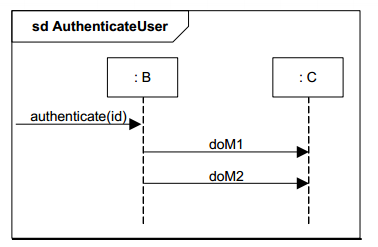 sd AuthenticateUser
: B
: C
authenticate(id)
doM1
doM2